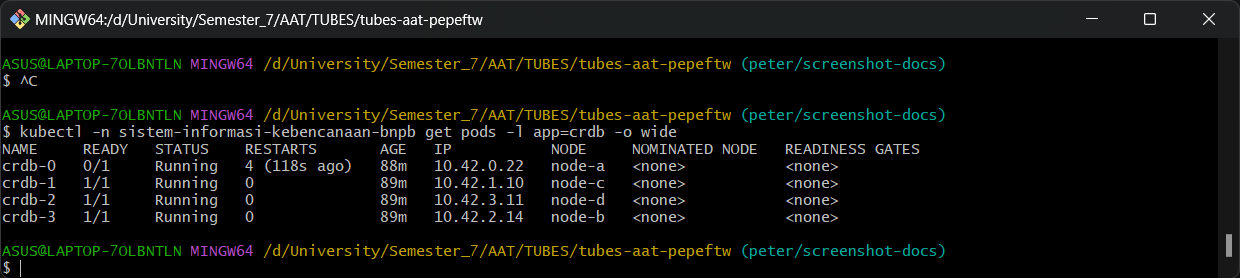 MINGW64:/d/University/Semester_7/AAT/TUBES/tubes-aat-pepeftw
ASUS@LAPTOP-7OLBNTLN MINGW64 /d/University/Semester_7/AAT/TUBES/tubes-aat-pepeftw (peter/screenshot-docs)
$ ^C
ASUS@LAPTOP-7OLBNTLN MINGW64 /d/University/Semester_7/AAT/TUBES/tubes-aat-pepeftw (peter/screenshot-docs)
$ kubectl -n sistem-informasi-kebencanaan-bnpb get pods -l app=crdb -o wide
NAME READY STATUS RESTARTS AGE IP NODE NOMINATED NODE READINESS GATES
crdb-0 0/1 Running 4 (118s ago) 88m 10.42.0.22 node-a <none> <none>
crdb-1 1/1 Running 0 89m 10.42.1.10 node-c <none> <none>
crdb-2 1/1 Running 0 89m 10.42.3.11 node-d <none> <none>
crdb-3 1/1 Running 0 89m 10.42.2.14 node-b <none> <none>
ASUS@LAPTOP-7OLBNTLN MINGW64 /d/University/Semester_7/AAT/TUBES/tubes-aat-pepeftw (peter/screenshot-docs)
$